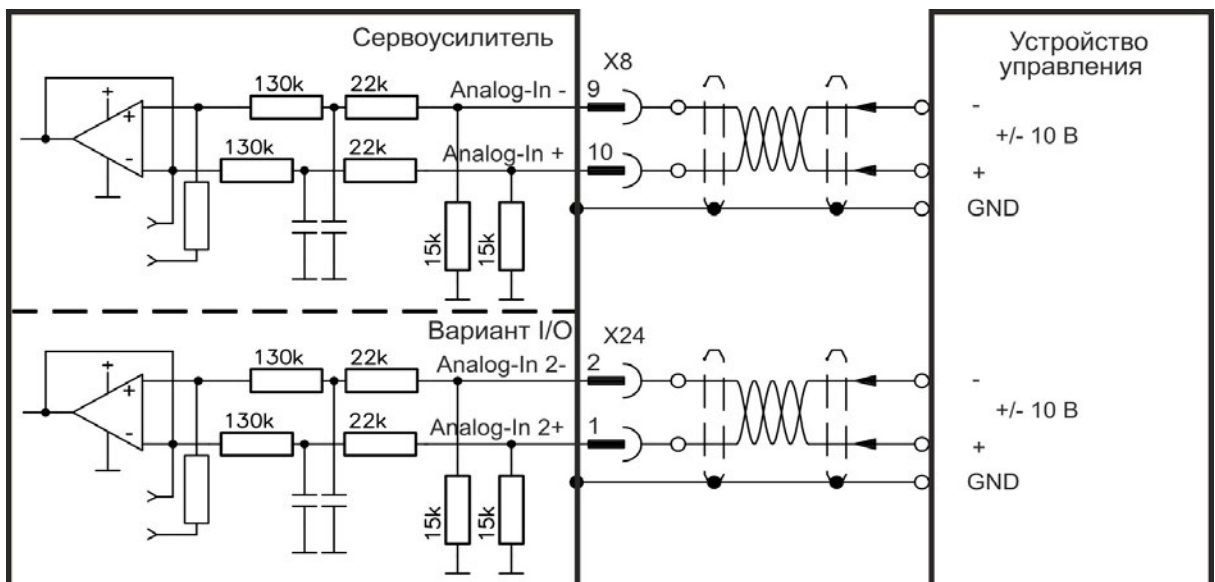 Сервоусилитель
X8
Устройство
управления
130k
22k
Analog-In -
9
-
+
-
+/- 10 В
130k
22k
Analog-In +
10
+
GND
15k
15k
Вариант I/O
X24
130k
22k
Analog-In 2-
2
-
+
-
+/- 10 В
130k
22k
Analog-In 2+
1
+
GND
15k
15k